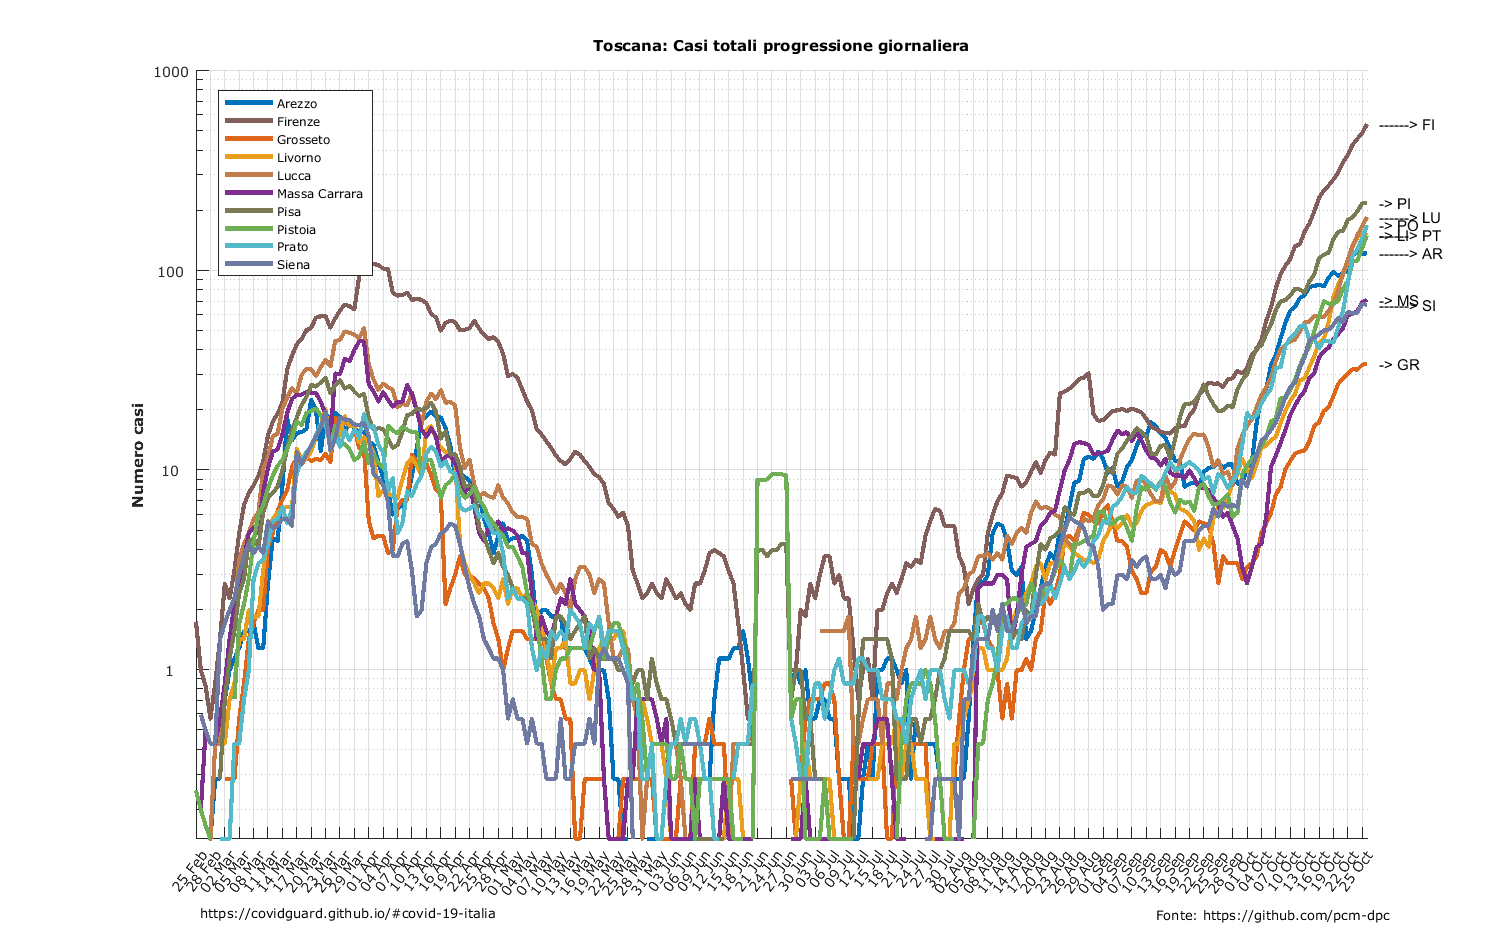 Toscana: Casi totali progressione giornaliera
1000
100
10
1
Numero casi
Arezzo
Firenze
Grosseto
Livorno
Lucca
Massa Carrara
Pisa
Pistoia
Prato
Siena
------> FI
-> PI
------> LU
-> PO
-> LI
------> PT
------> AR
-> MS
------> SI
-> GR
25 Feb
28 Feb
02 Mar
05 Mar
08 Mar
11 Mar
14 Mar
17 Mar
20 Mar
23 Mar
26 Mar
29 Mar
01 Apr
04 Apr
07 Apr
10 Apr
13 Apr
16 Apr
19 Apr
22 Apr
25 Apr
28 Apr
01 May
04 May
07 May
10 May
13 May
16 May
19 May
22 May
25 May
28 May
31 May
03 Jun
06 Jun
09 Jun
12 Jun
15 Jun
18 Jun
21 Jun
24 Jun
27 Jun
30 Jun
03 Jul
06 Jul
09 Jul
12 Jul
15 Jul
18 Jul
21 Jul
24 Jul
27 Jul
30 Jul
02 Aug
05 Aug
08 Aug
11 Aug
14 Aug
17 Aug
20 Aug
23 Aug
26 Aug
29 Aug
01 Sep
04 Sep
07 Sep
10 Sep
13 Sep
16 Sep
19 Sep
22 Sep
25 Sep
28 Sep
01 Oct
04 Oct
07 Oct
10 Oct
13 Oct
16 Oct
19 Oct
22 Oct
25 Oct
https://covidguard.github.io/#covid-19-italia
Fonte: https://github.com/pcm-dpc